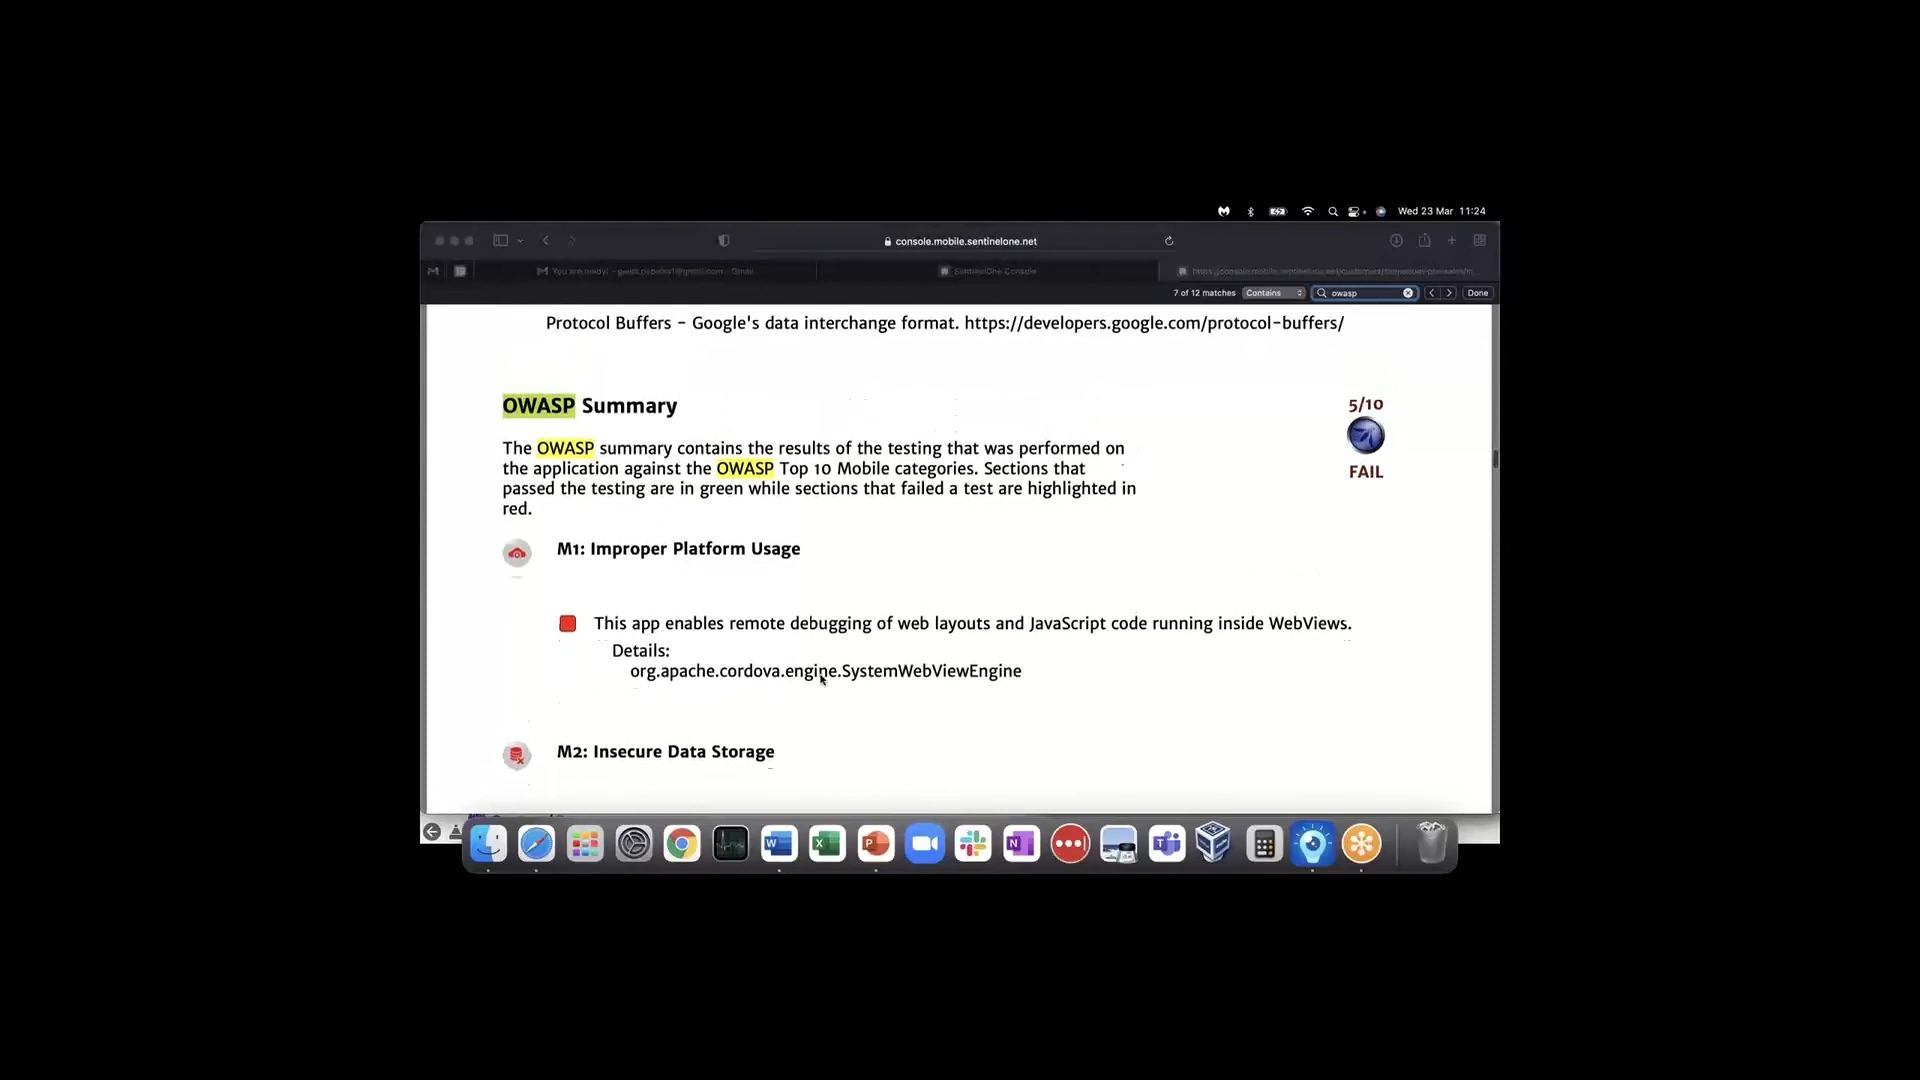 Wed 23 Mar 11:24
console.mobile.sentinelone.net
SentinelOne Console
7 of 12 matches
Contains
owasp
Done
Protocol Buffers - Google's data interchange format. https://developers.google.com/protocol-buffers/
OWASP Summary
5/10
FAIL
The OWASP summary contains the results of the testing that was performed on
the application against the OWASP Top 10 Mobile categories. Sections that
passed the testing are in green while sections that failed a test are highlighted in
red.
M1: Improper Platform Usage
This app enables remote debugging of web layouts and JavaScript code running inside WebViews.
Details:
org.apache.cordova.engine.SystemWebViewEngine
M2: Insecure Data Storage